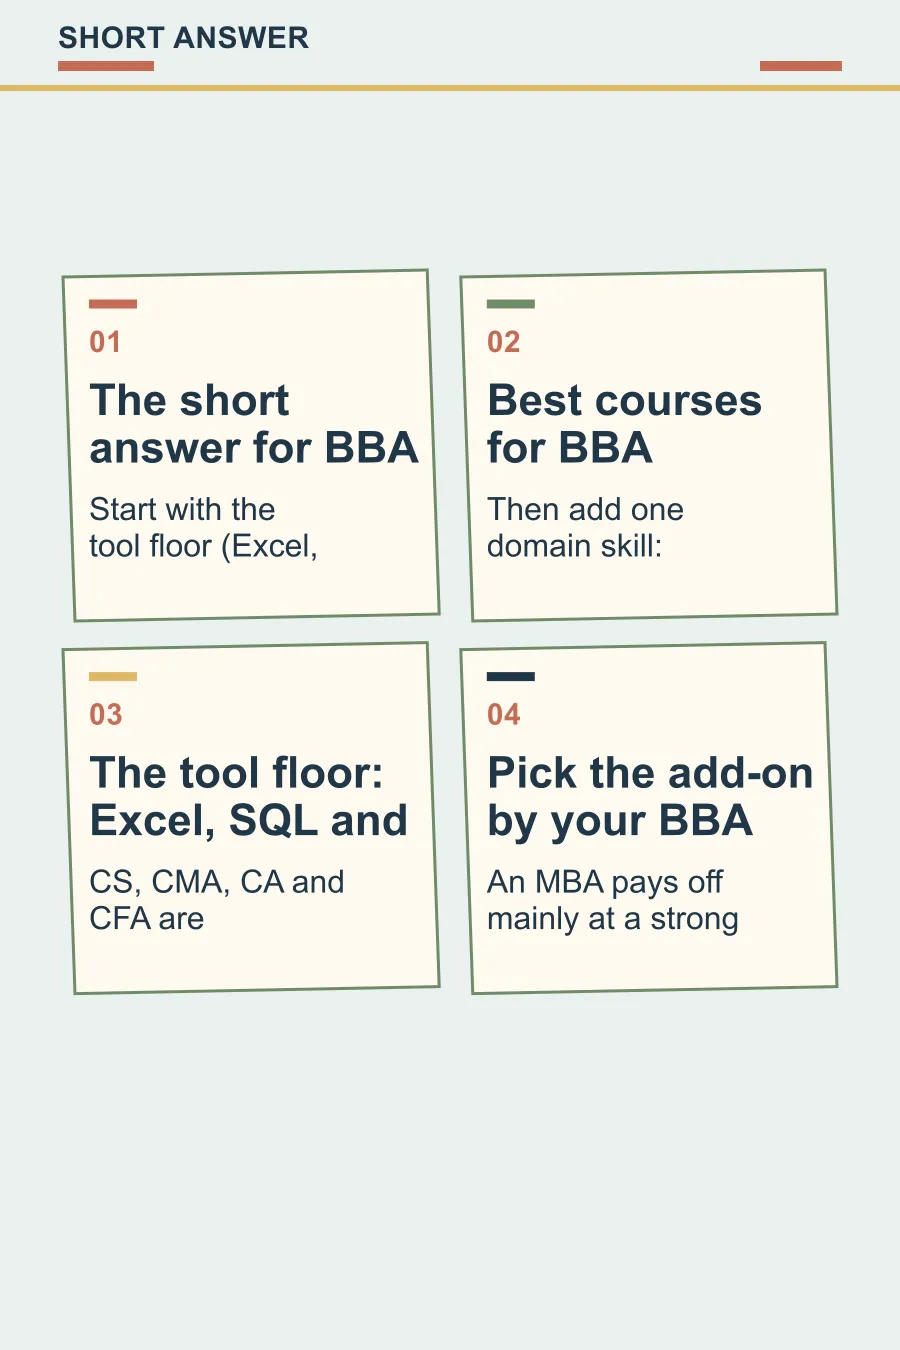 SHORT ANSWER
01
The short
answer for BBA
Start with the
tool floor (Excel,
02
Best courses
for BBA
Then add one
domain skill:
03
The tool floor:
Excel, SQL and
CS, CMA, CA and
CFA are
04
Pick the add-on
by your BBA
An MBA pays off
mainly at a strong